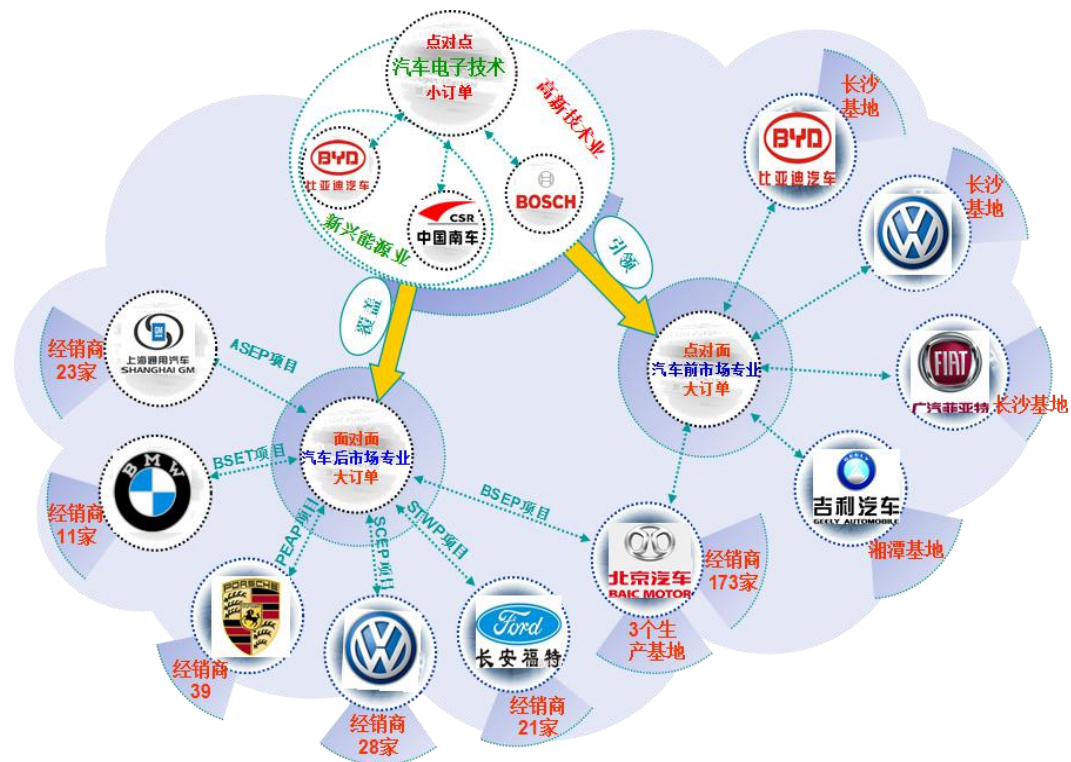 点对点
汽车电子技术
小订单
高新技术业
BYD
比亚迪汽车
CSR
中国南车
BOSCH
新兴能源业
引领
BYD
比亚迪汽车
长沙
基地
长沙
基地
FIAT
广汽菲亚特
长沙基地
吉利汽车
GEELY AUTOMOBILE
湘潭基地
点对面
汽车前市场专业
大订单
GM
上海通用汽车
SHANGHAI GM
经销商
23家
ASEP项目
面对面
汽车后市场专业
大订单
BMW
经销商
11家
BSET项目
PORSCHE
经销商
39
PEAP项目
经销商
28家
SCEP项目
Ford
长安福特
经销商
21家
STWP项目
BSEP项目
北京汽车
BAIC MOTOR
经销商
173家
3个生
产基地